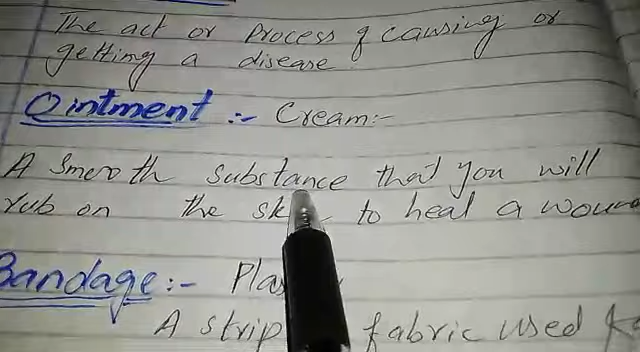 The act or process of causing or
getting a disease
Ointment :- Cream:-
A Smooth substance that you will
rub on the to heal a wound
Bandage:-
A strip fabric used